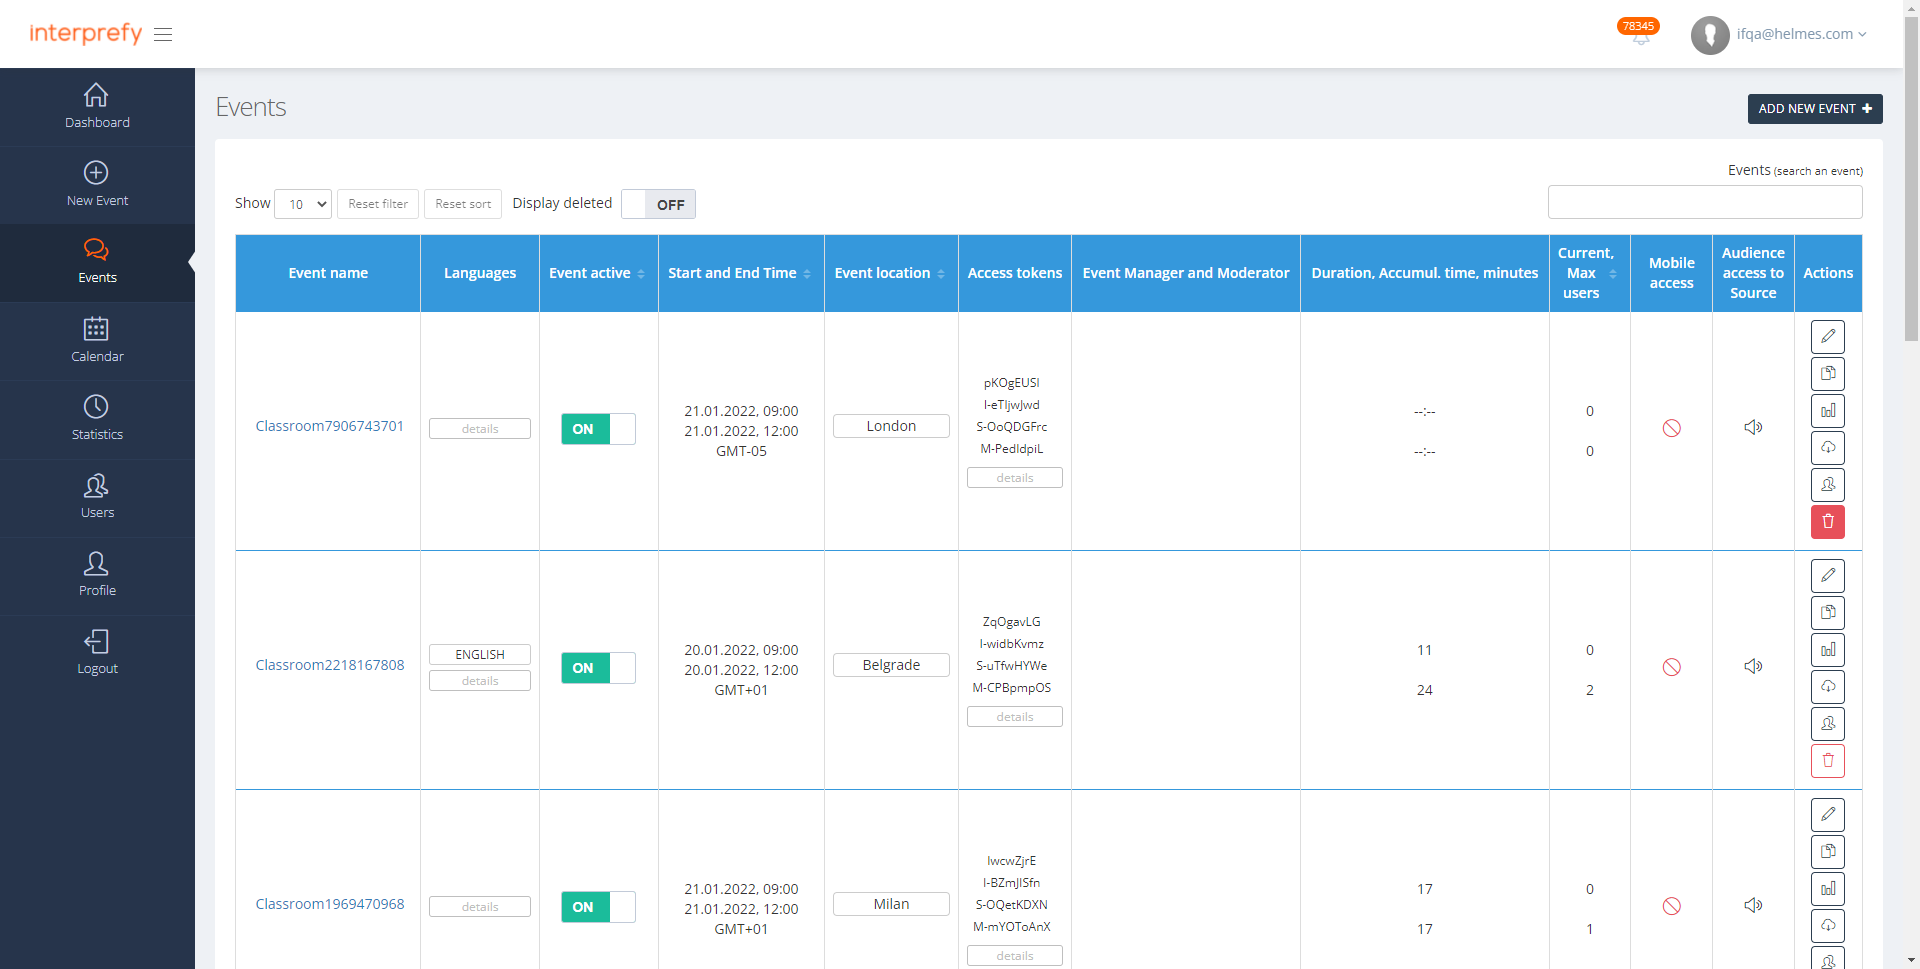 interprefy
78345
ifqa@helmes.com
Dashboard
New Event
Events
Calendar
Statistics
Users
Profile
Logout
Events
ADD NEW EVENT
Events (search an event)
Show 10 Reset filter Reset sort Display deleted OFF
Event name
Languages
Event active
Start and End Time
Event location
Access tokens
Event Manager and Moderator
Duration, Accumul. time, minutes
Current,
Max
users
Mobile
access
Audience
access to
Source
Actions
Classroom7906743701
details
ON
21.01.2022, 09:00
21.01.2022, 12:00
GMT-05
London
pKOgEUSI
I-eTIjwJwd
S-OoQDGFrc
M-PedIdpiL
details
--:--
--:--
0
0
Classroom2218167808
ENGLISH
details
ON
20.01.2022, 09:00
20.01.2022, 12:00
GMT+01
Belgrade
ZqOgavLG
I-widbKvmz
S-uTfwHYWe
M-CPBpmpOS
details
11
24
0
2
Classroom1969470968
details
ON
21.01.2022, 09:00
21.01.2022, 12:00
GMT+01
Milan
IwcwZjrE
I-BZmJISfn
S-OQetKDXN
M-mYOToAnX
details
17
17
0
1